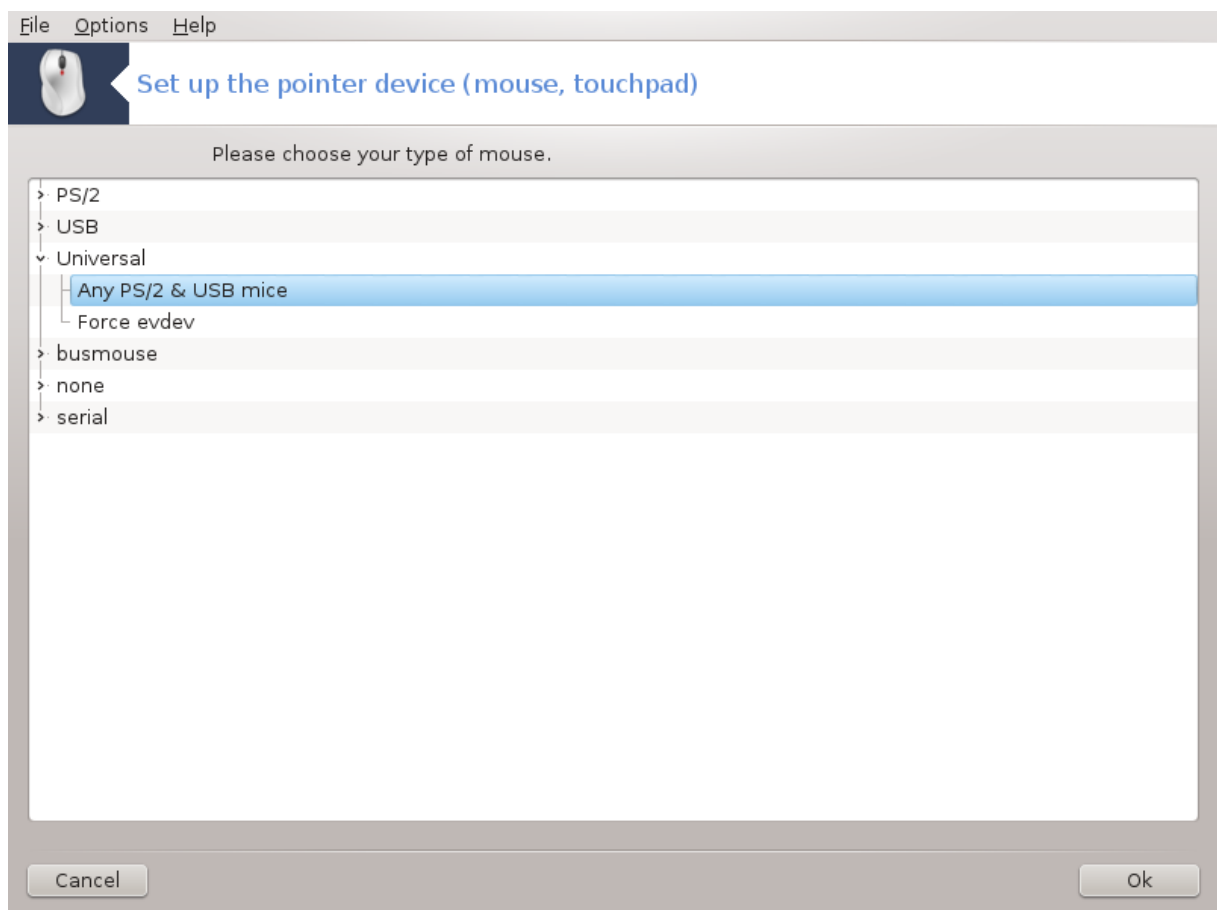 File Options Help
Set up the pointer device (mouse, touchpad)
Please choose your type of mouse.
PS/2
USB
Universal
Any PS/2 & USB mice
Force evdev
busmouse
none
serial
Cancel Ok